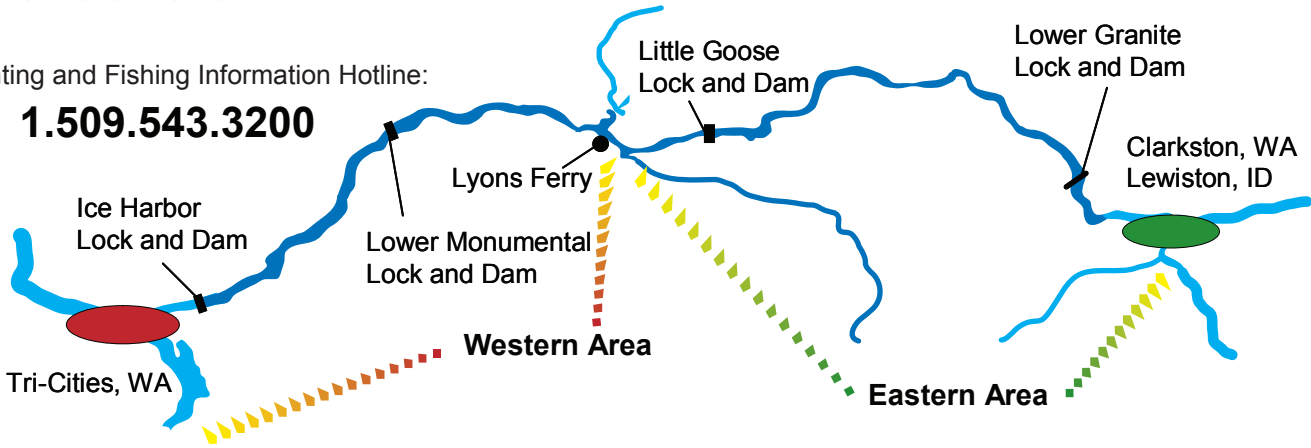 Little Goose
Lock and Dam
Lower Granite
Lock and Dam
ting and Fishing Information Hotline:
1.509.543.3200
Clarkston, WA
Lewiston, ID
Lyons Ferry
Ice Harbor
Lock and Dam
Lower Monumental
Lock and Dam
Western Area
Tri-Cities, WA
Eastern Area